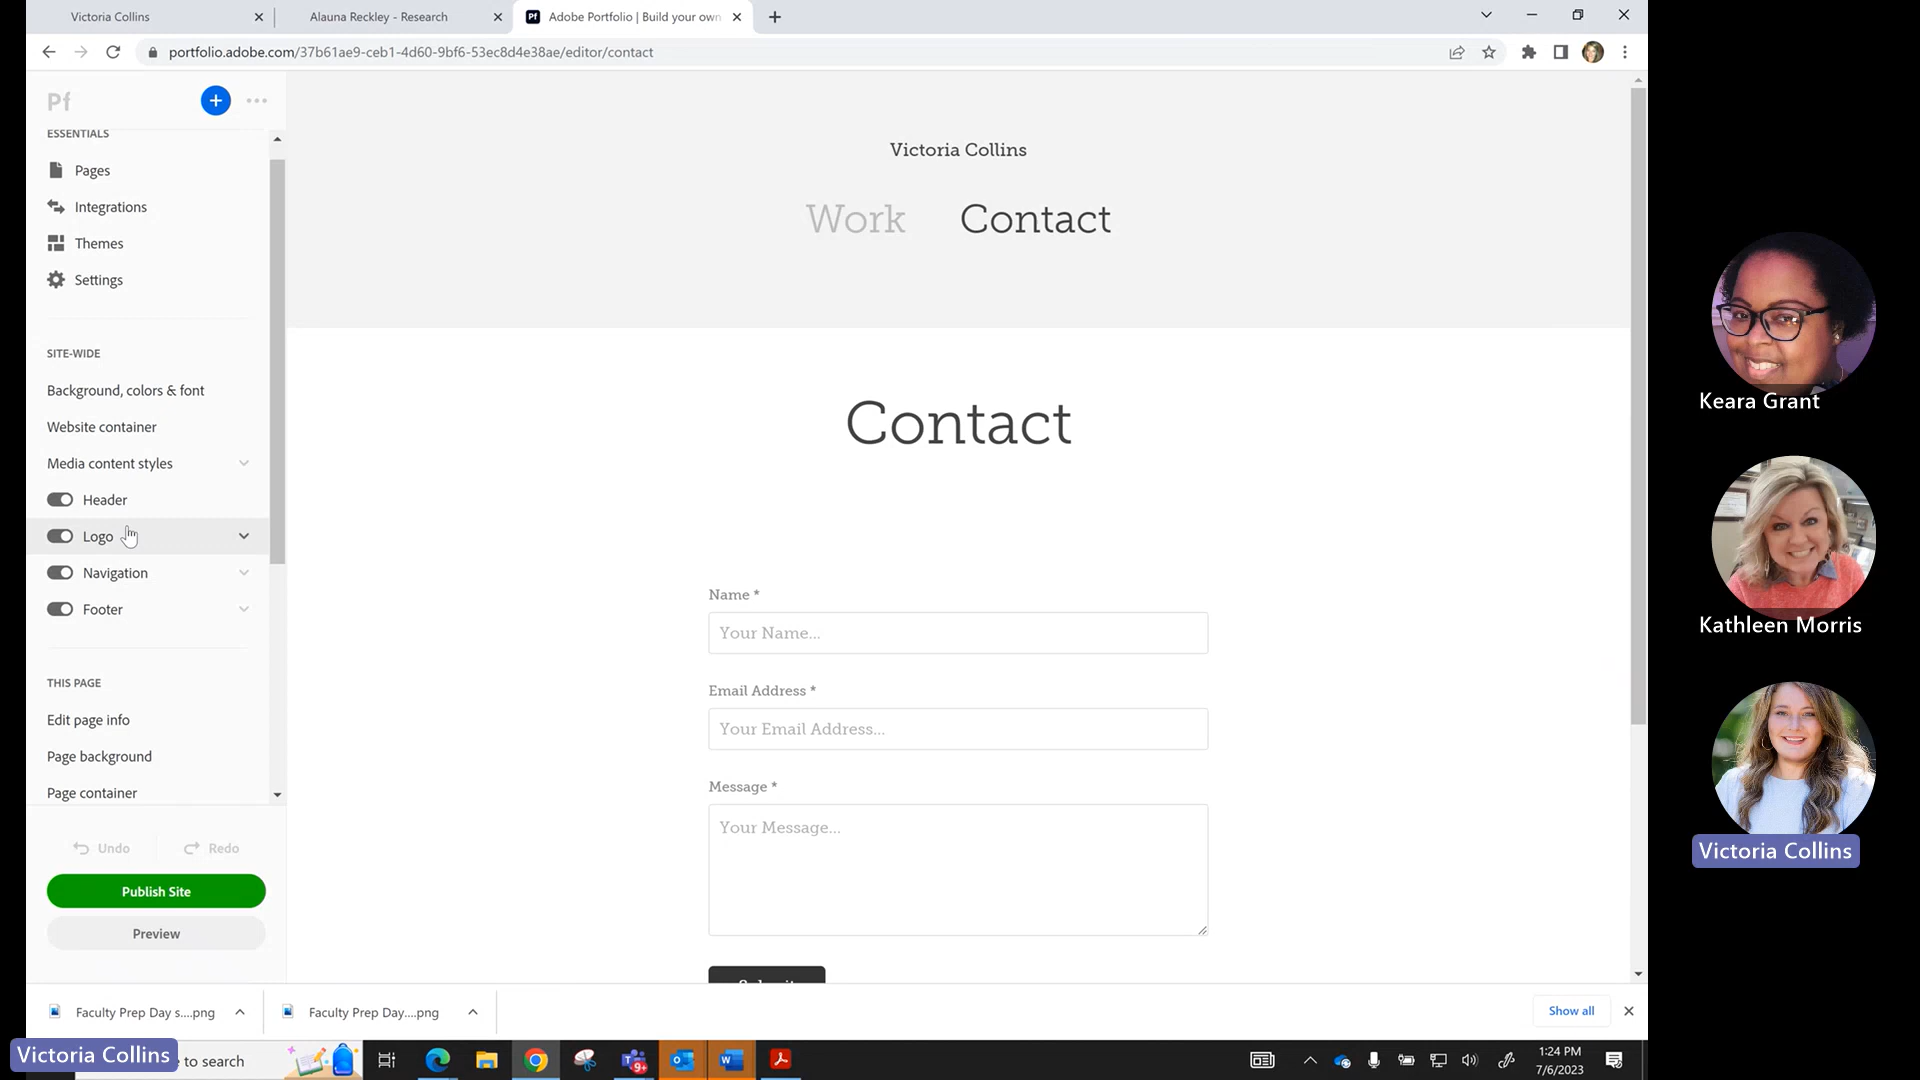 Victoria Collins
Alauna Reckley - Research
Adobe Portfolio | Build your own
portfolio.adobe.com/37b61ae9-ceb1-4d60-9bf6-53ec8d4e38ae/editor/contact
Pf
ESSENTIALS
Pages
Integrations
Themes
Settings
SITE-WIDE
Background, colors & font
Website container
Media content styles
Header
Logo
Navigation
Footer
THIS PAGE
Edit page info
Page background
Page container
Undo
Redo
Publish Site
Preview
Victoria Collins
Work Contact
Contact
Name *
Your Name...
Email Address *
Your Email Address...
Message *
Your Message...
Submit
Keara Grant
Kathleen Morris
Victoria Collins
Faculty Prep Day s....png
Faculty Prep Day....png
Show all
Victoria Collins
to search
9+
1:24 PM
7/6/2023